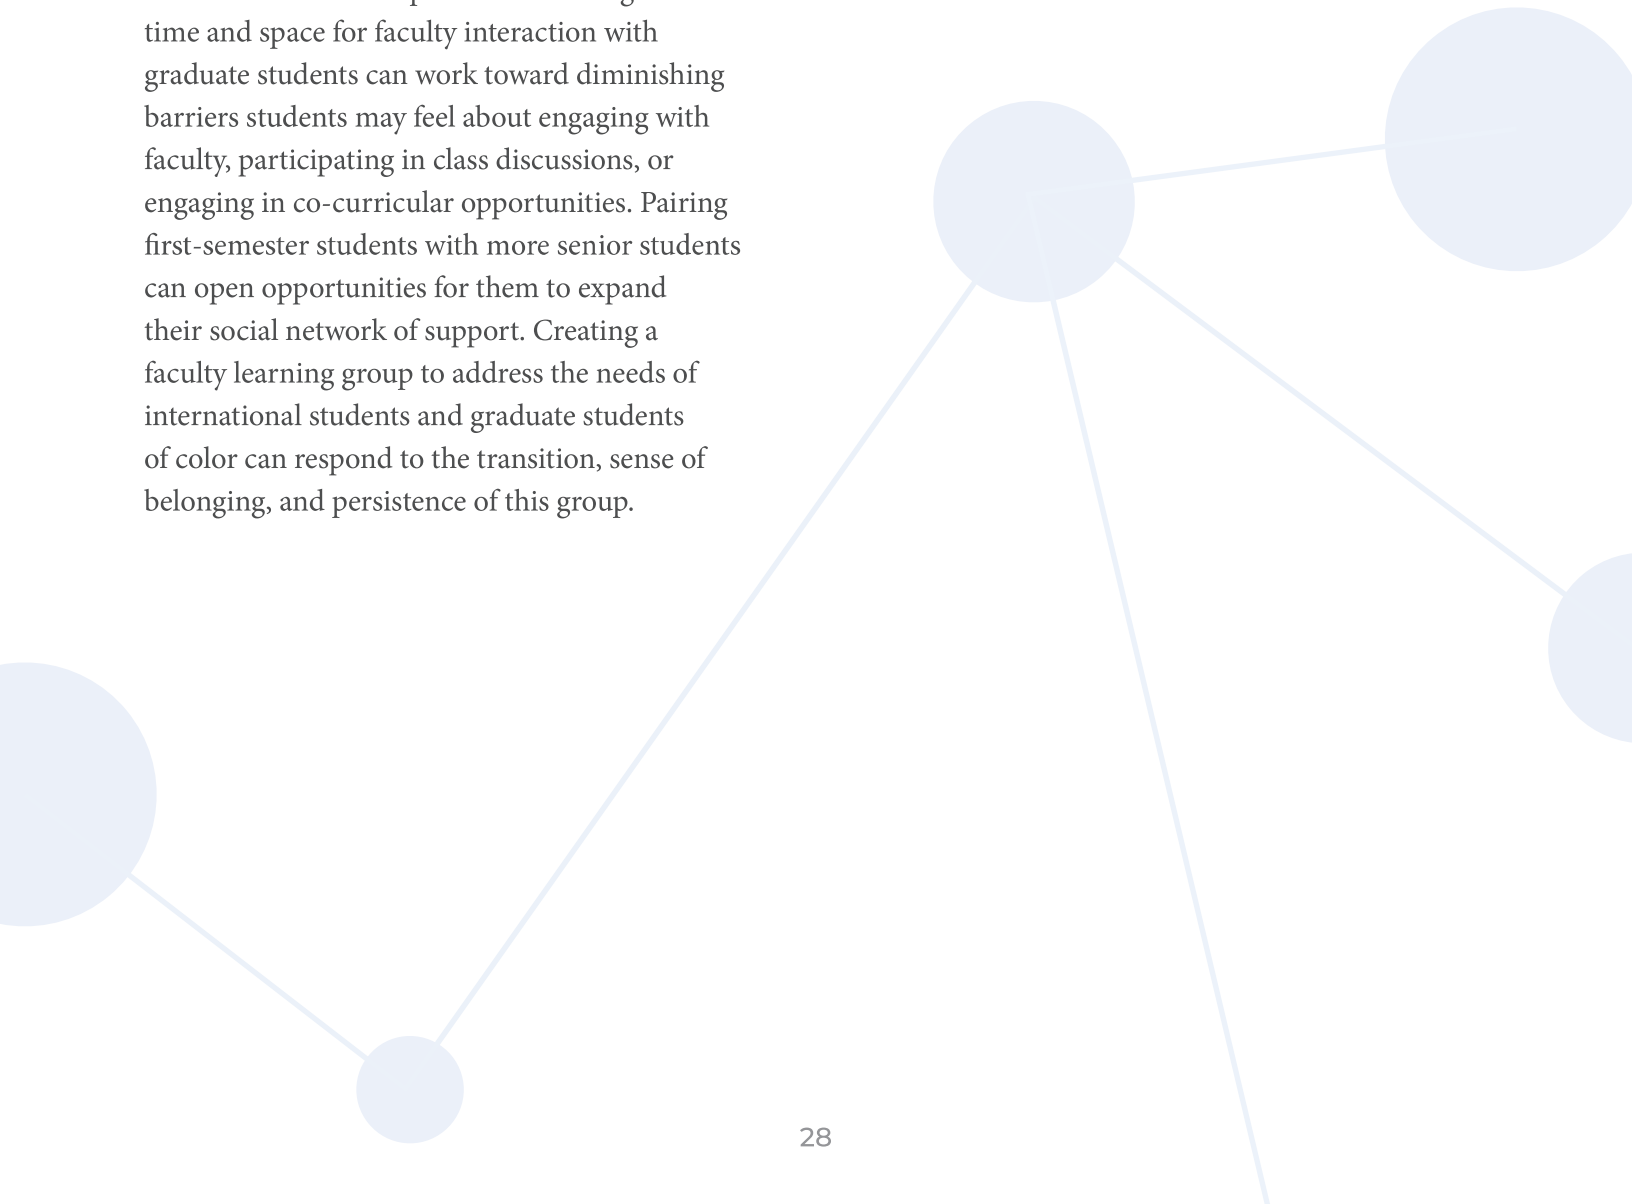 time and space for faculty interaction with
graduate students can work toward diminishing
barriers students may feel about engaging with
faculty, participating in class discussions, or
engaging in co-curricular opportunities. Pairing
first-semester students with more senior students
can open opportunities for them to expand
their social network of support. Creating a
faculty learning group to address the needs of
international students and graduate students
of color can respond to the transition, sense of
belonging, and persistence of this group.
28